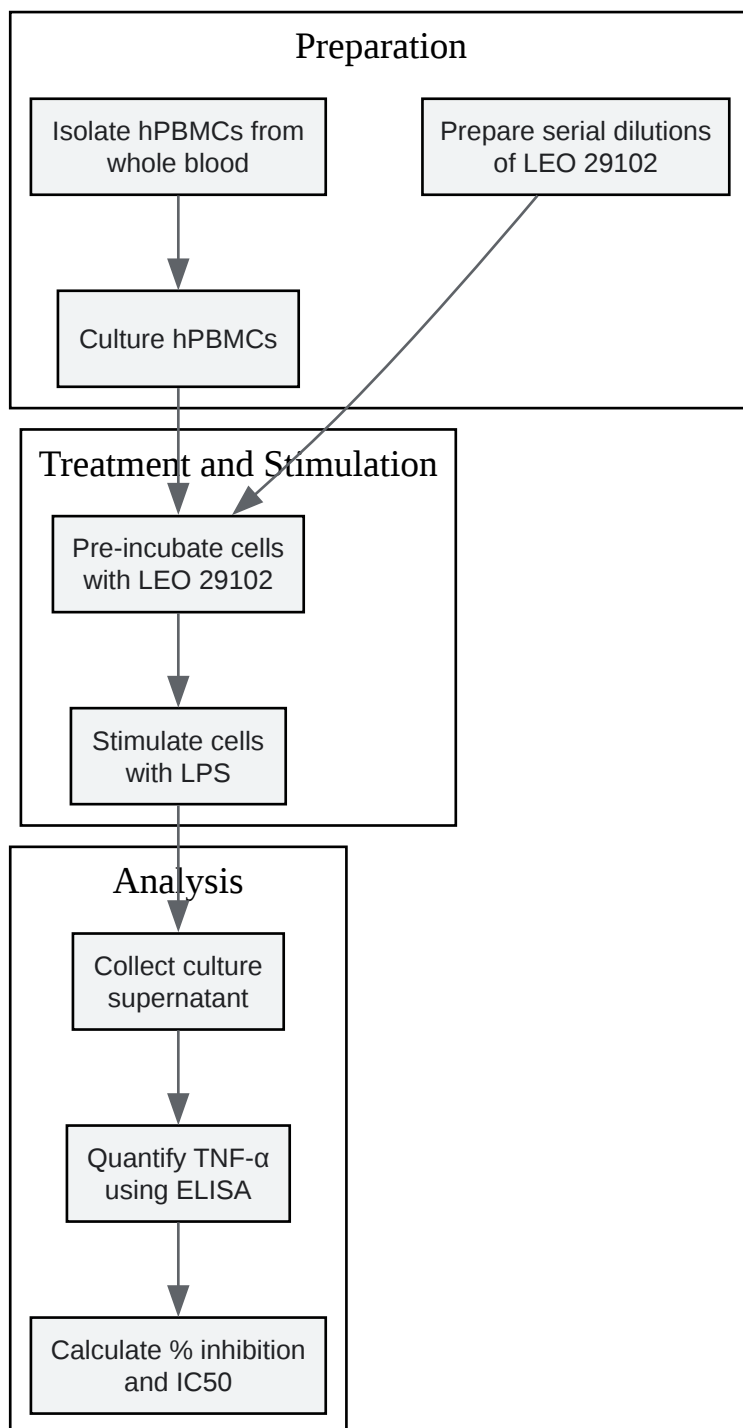 Preparation
Isolate hPBMCs from
whole blood
Prepare serial dilutions
of LEO 29102
Culture hPBMCs
Treatment and Stimulation
Pre-incubate cells
with LEO 29102
Stimulate cells
with LPS
Analysis
Collect culture
supernatant
Quantify TNF-α
using ELISA
Calculate % inhibition
and IC50